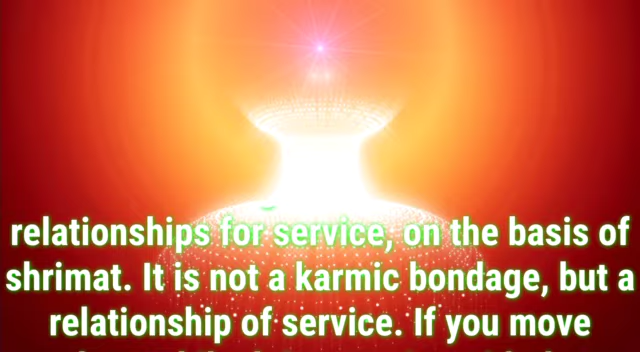 relationships for service, on the basis of
shrimat. It is not a karmic bondage, but a
relationship of service. If you move